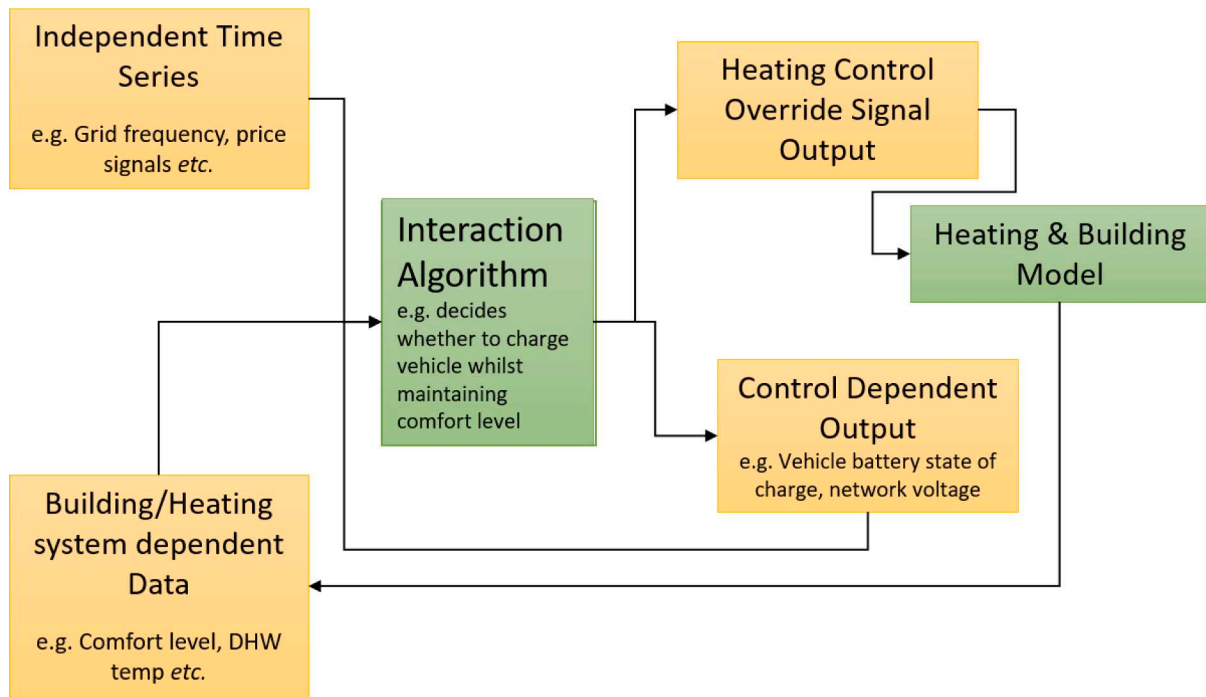 Independent Time
Series
e.g. Grid frequency, price
signals etc.
Heating Control
Override Signal
Output
Interaction
Algorithm
e.g. decides
whether to charge
vehicle whilst
maintaining
comfort level
Heating & Building
Model
Control Dependent
Output
e.g. Vehicle battery state of
charge, network voltage
Building/Heating
system dependent
Data
e.g. Comfort level, DHW
temp etc.